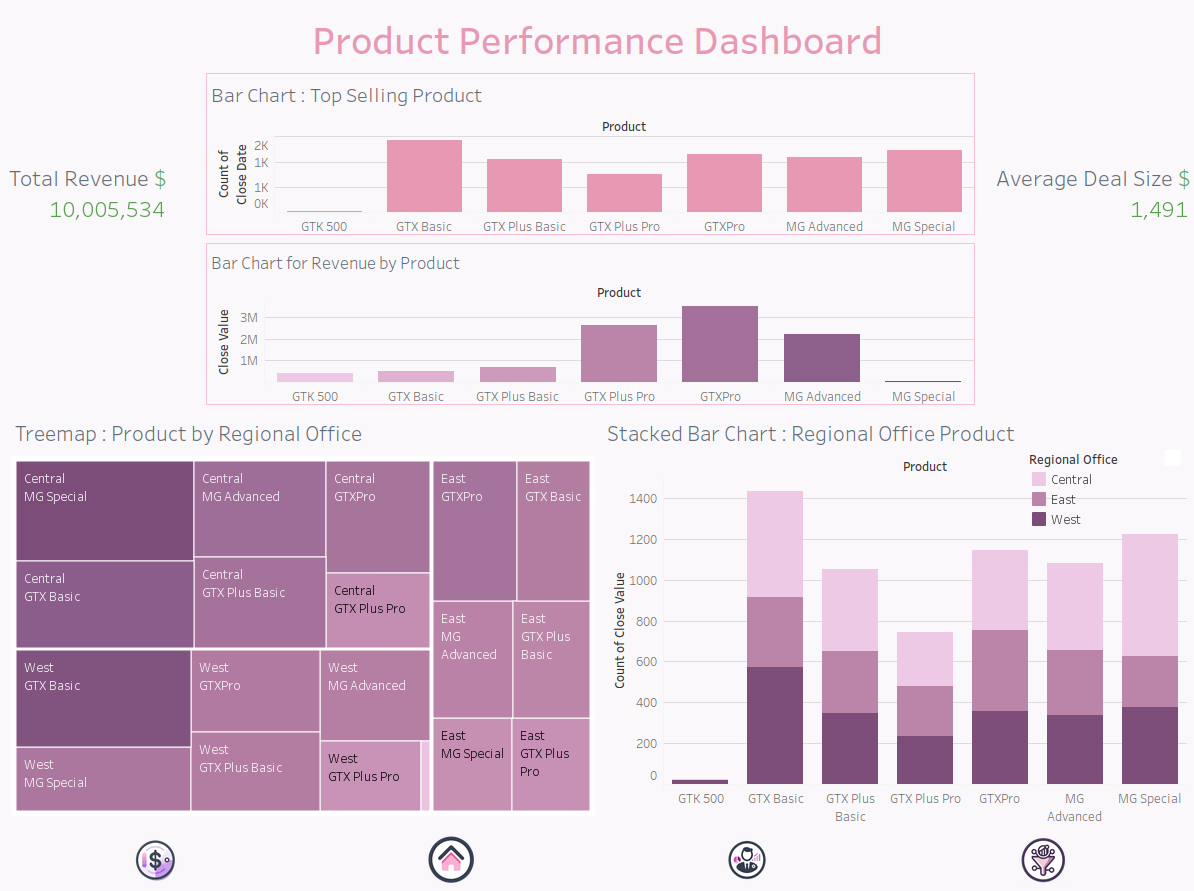 Product Performance Dashboard
Bar Chart : Top Selling Product
Product
Count of
Close Date
2K
1K
1K
0K
GTK 500
GTX Basic
GTX Plus Basic
GTX Plus Pro
GTXPro
MG Advanced
MG Special
Total Revenue $
10,005,534
Average Deal Size $
1,491
Bar Chart for Revenue by Product
Product
Close Value
3M
2M
1M
GTK 500
GTX Basic
GTX Plus Basic
GTX Plus Pro
GTXPro
MG Advanced
MG Special
Treemap : Product by Regional Office
Central
MG Special
Central
MG Advanced
Central
GTXPro
East
GTXPro
East
GTX Basic
Central
GTX Basic
Central
GTX Plus Basic
Central
GTX Plus Pro
East
MG
Advanced
East
GTX Plus
Basic
West
GTX Basic
West
GTXPro
West
MG Advanced
East
MG Special
East
GTX Plus
Pro
West
MG Special
West
GTX Plus Basic
West
GTX Plus Pro
Stacked Bar Chart : Regional Office Product
Product
Regional Office
Central
East
West
Count of Close Value
1400
1200
1000
800
600
400
200
0
GTK 500
GTX Basic
GTX Plus
Basic
GTX Plus Pro
GTXPro
MG
Advanced
MG Special
$